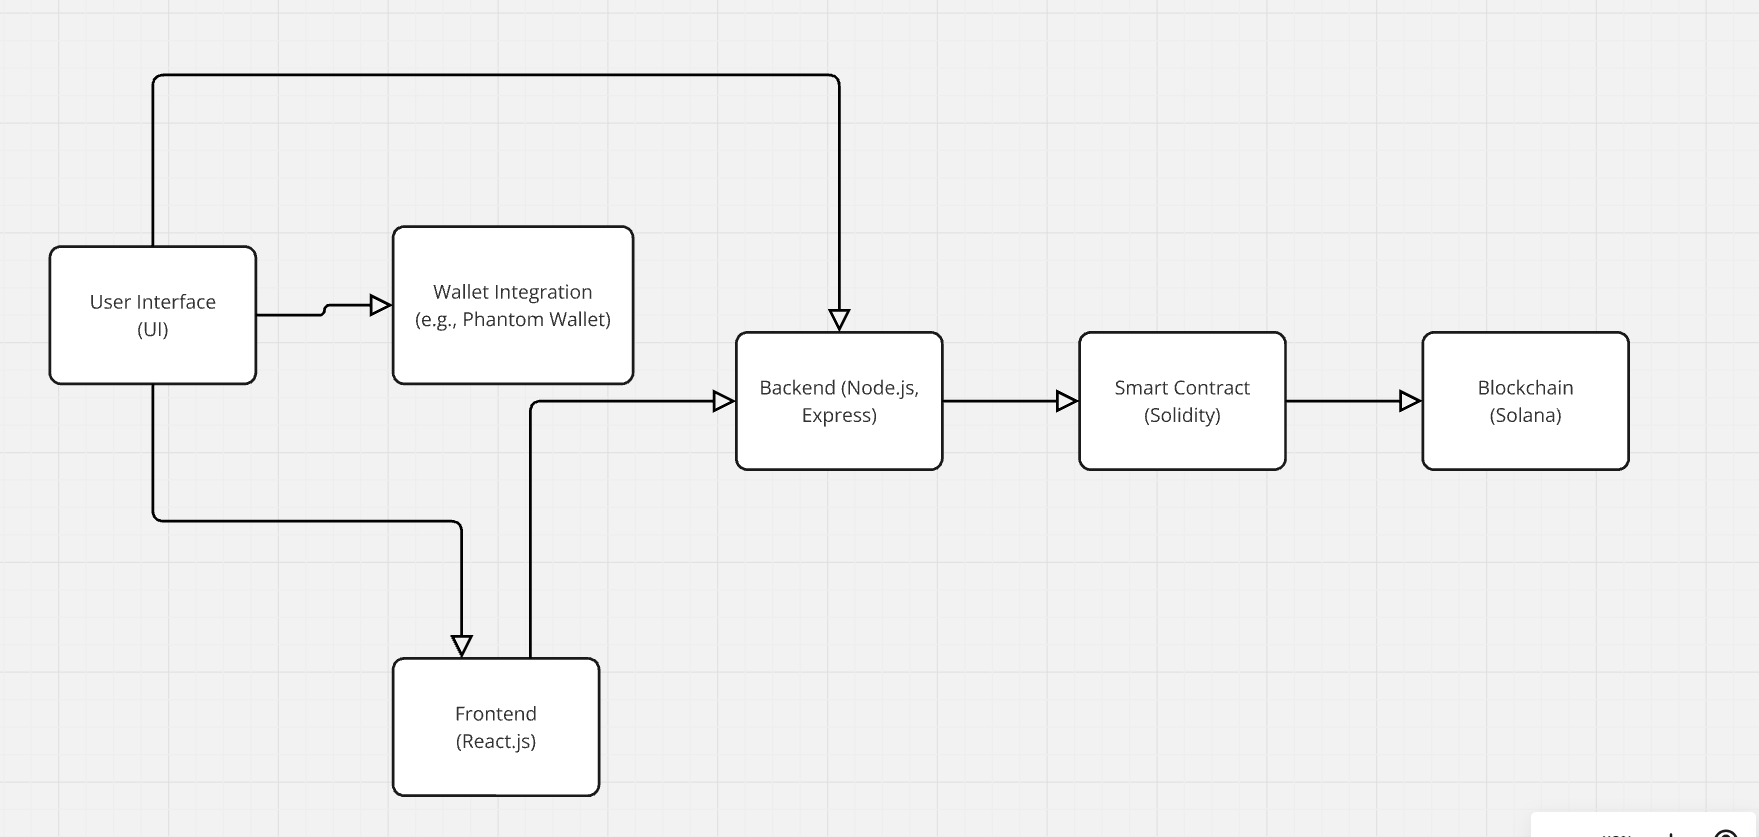 User Interface
(UI)
Wallet Integration
(e.g., Phantom Wallet)
Backend (Node.js,
Express)
Smart Contract
(Solidity)
Blockchain
(Solana)
Frontend
(React.js)